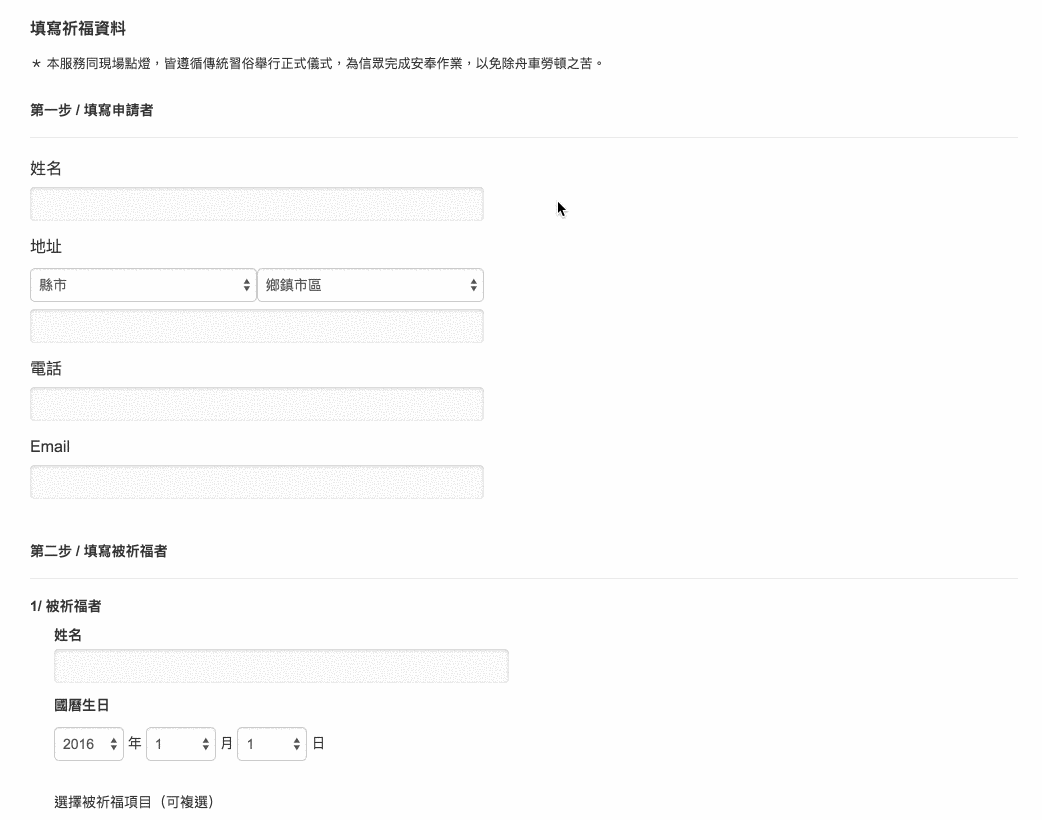 填寫祈福資料
＊ 本服務同現場點燈，皆遵循傳統習俗舉行正式儀式，為信眾完成安奉作業，以免除舟車勞頓之苦。
第一步 / 填寫申請者
姓名
地址
縣市 鄉鎮市區
電話
Email
第二步 / 填寫被祈福者
1/ 被祈福者
姓名
國曆生日
2016 年 1 月 1 日
選擇被祈福項目（可複選）